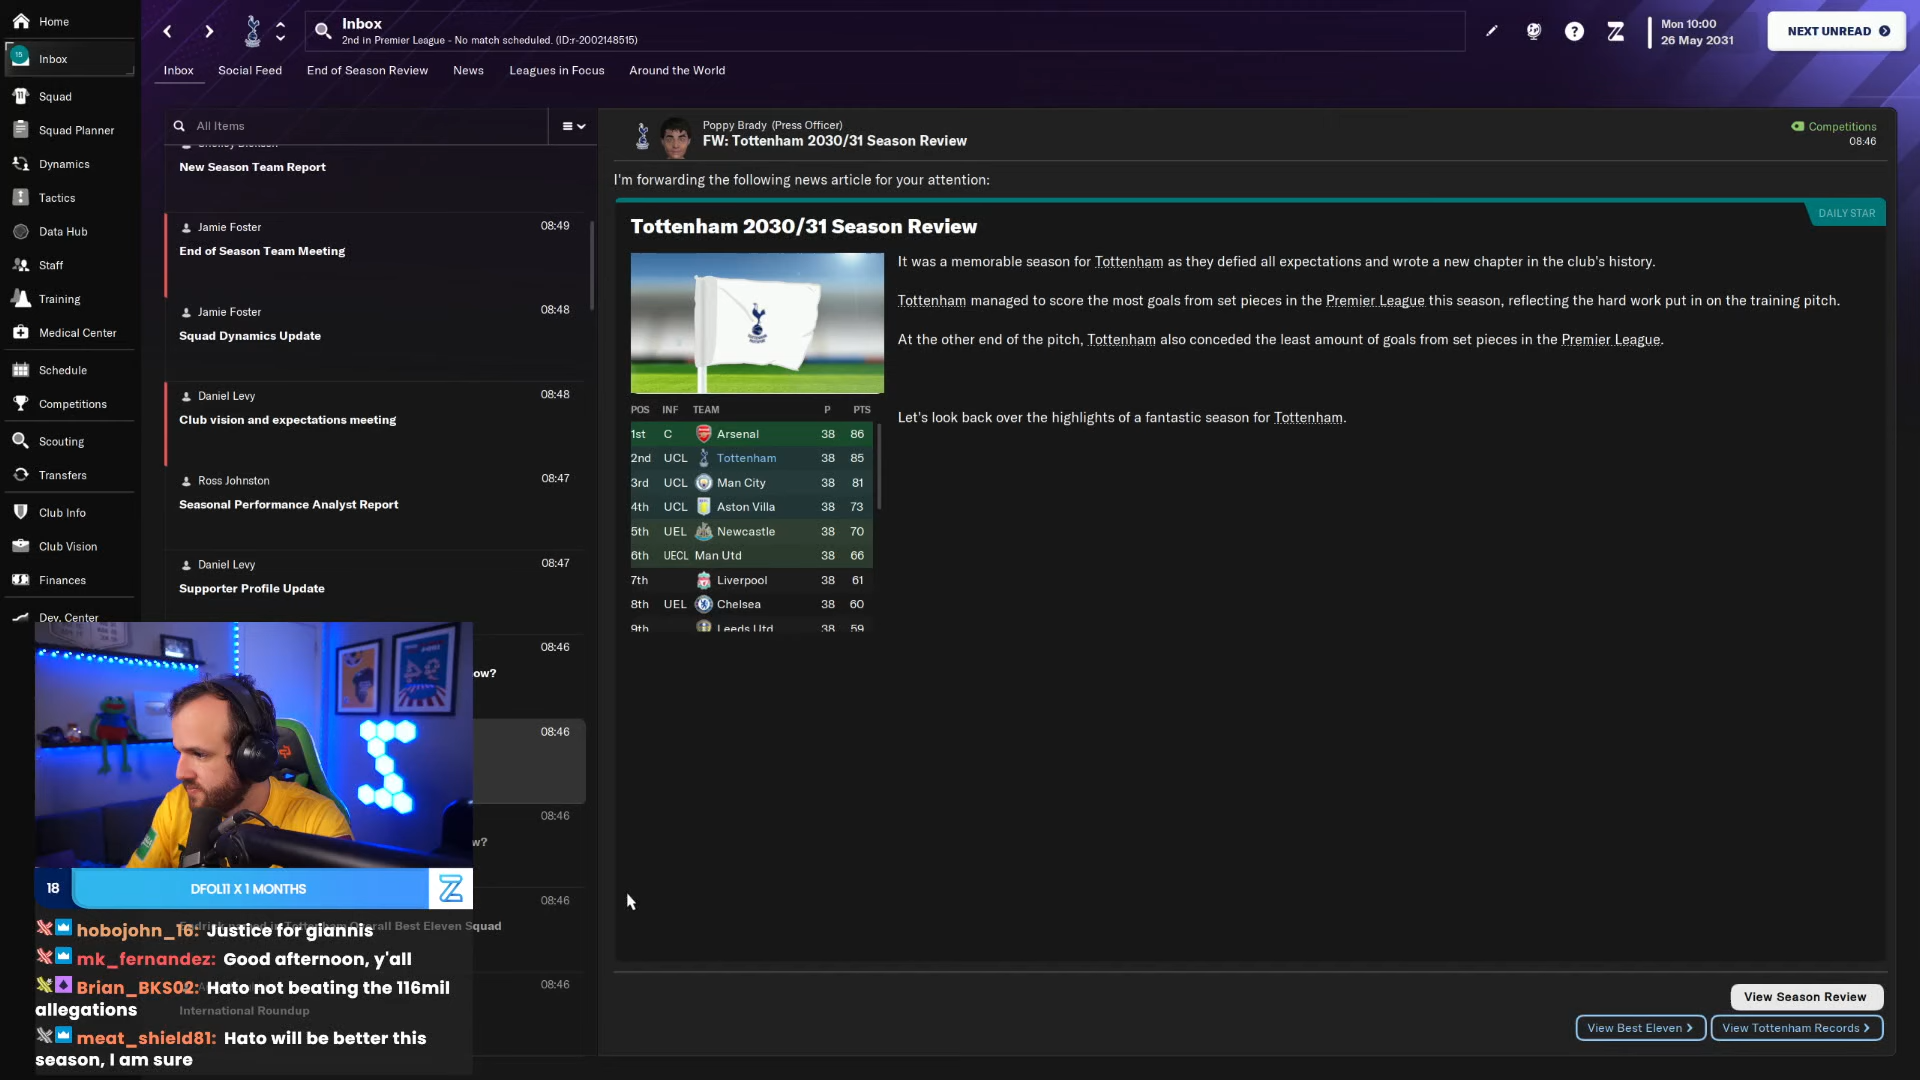 Home
Inbox
Squad
Squad Planner
Dynamics
Tactics
Data Hub
Staff
Training
Medical Center
Schedule
Competitions
Scouting
Transfers
Club Info
Club Vision
Finances
Dev. Center
Inbox
2nd in Premier League - No match scheduled. (ID:r-2002148515)
Mon 10:00
26 May 2031
NEXT UNREAD
Inbox
Social Feed
End of Season Review
News
Leagues in Focus
Around the World
All Items
New Season Team Report
Jamie Foster 08:49
End of Season Team Meeting
Jamie Foster 08:48
Squad Dynamics Update
Daniel Levy 08:48
Club vision and expectations meeting
Ross Johnston 08:47
Seasonal Performance Analyst Report
Daniel Levy 08:47
Supporter Profile Update
08:46
ow?
08:46
08:46
w?
08:46
Overall Best Eleven Squad
08:46
International Roundup
Poppy Brady (Press Officer)
FW: Tottenham 2030/31 Season Review
Competitions
08:46
I'm forwarding the following news article for your attention:
DAILY STAR
Tottenham 2030/31 Season Review
It was a memorable season for Tottenham as they defied all expectations and wrote a new chapter in the club's history.
Tottenham managed to score the most goals from set pieces in the Premier League this season, reflecting the hard work put in on the training pitch.
At the other end of the pitch, Tottenham also conceded the least amount of goals from set pieces in the Premier League.
Let's look back over the highlights of a fantastic season for Tottenham.
POS INF TEAM P PTS
1st C Arsenal 38 86
2nd UCL Tottenham 38 85
3rd UCL Man City 38 81
4th UCL Aston Villa 38 73
5th UEL Newcastle 38 70
6th UECL Man Utd 38 66
7th Liverpool 38 61
8th UEL Chelsea 38 60
9th Leeds Utd 38 59
View Season Review
View Best Eleven
View Tottenham Records
18 DFOL11 X 1 MONTHS
hobojohn_16: Justice for giannis
mk_fernandez: Good afternoon, y'all
Brian_BKS02: Hato not beating the 116mil
allegations
meat_shield81: Hato will be better this
season, I am sure